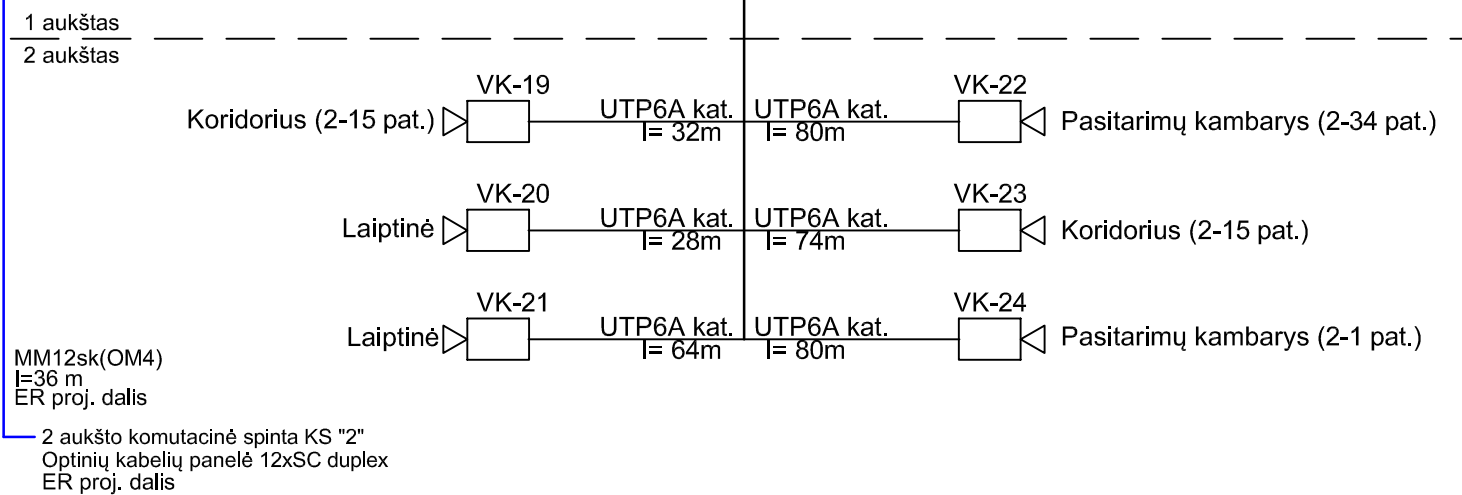 1 aukštas
2 aukštas
VK-19
VK-22
Koridorius (2-15 pat.)
UTP6A kat.
l= 32m
UTP6A kat.
l= 80m
Pasitarimų kambarys (2-34 pat.)
VK-20
VK-23
Laiptinė
UTP6A kat.
l= 28m
UTP6A kat.
l= 74m
Koridorius (2-15 pat.)
VK-21
VK-24
Laiptinė
UTP6A kat.
l= 64m
UTP6A kat.
l= 80m
Pasitarimų kambarys (2-1 pat.)
MM12sk(OM4)
l=36 m
ER proj. dalis
2 aukšto komutacinė spinta KS "2"
Optinių kabelių panelė 12xSC duplex
ER proj. dalis